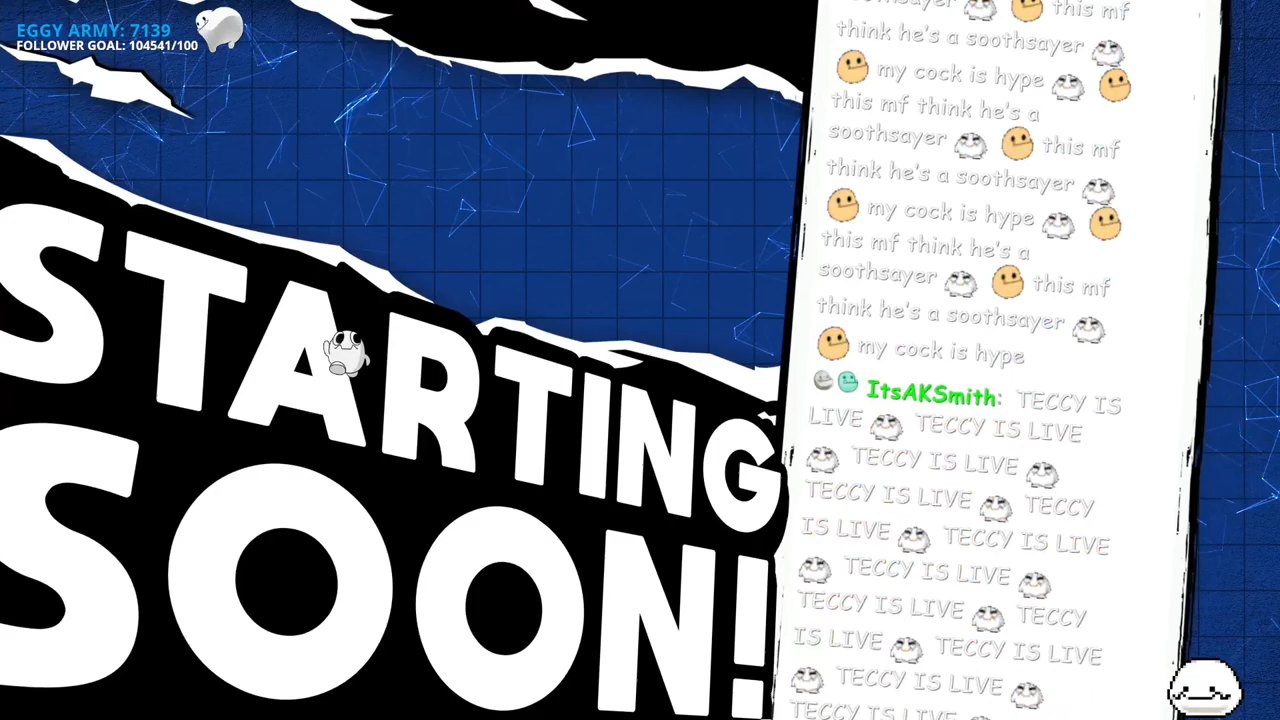 EGGY ARMY: 7139
FOLLOWER GOAL: 104541/100
STARTING
SOON!
soothsayer this mf
think he's a soothsayer
my cock is hype
this mf think he's a
soothsayer this mf
think he's a soothsayer
my cock is hype
this mf think he's a
soothsayer this mf
think he's a soothsayer
my cock is hype
ItsAKSmith: TECCY IS
LIVE TECCY IS LIVE
TECCY IS LIVE
TECCY IS LIVE TECCY
IS LIVE TECCY IS LIVE
TECCY IS LIVE
TECCY IS LIVE TECCY
IS LIVE TECCY IS LIVE
TECCY IS LIVE
TECCY IS LIVE